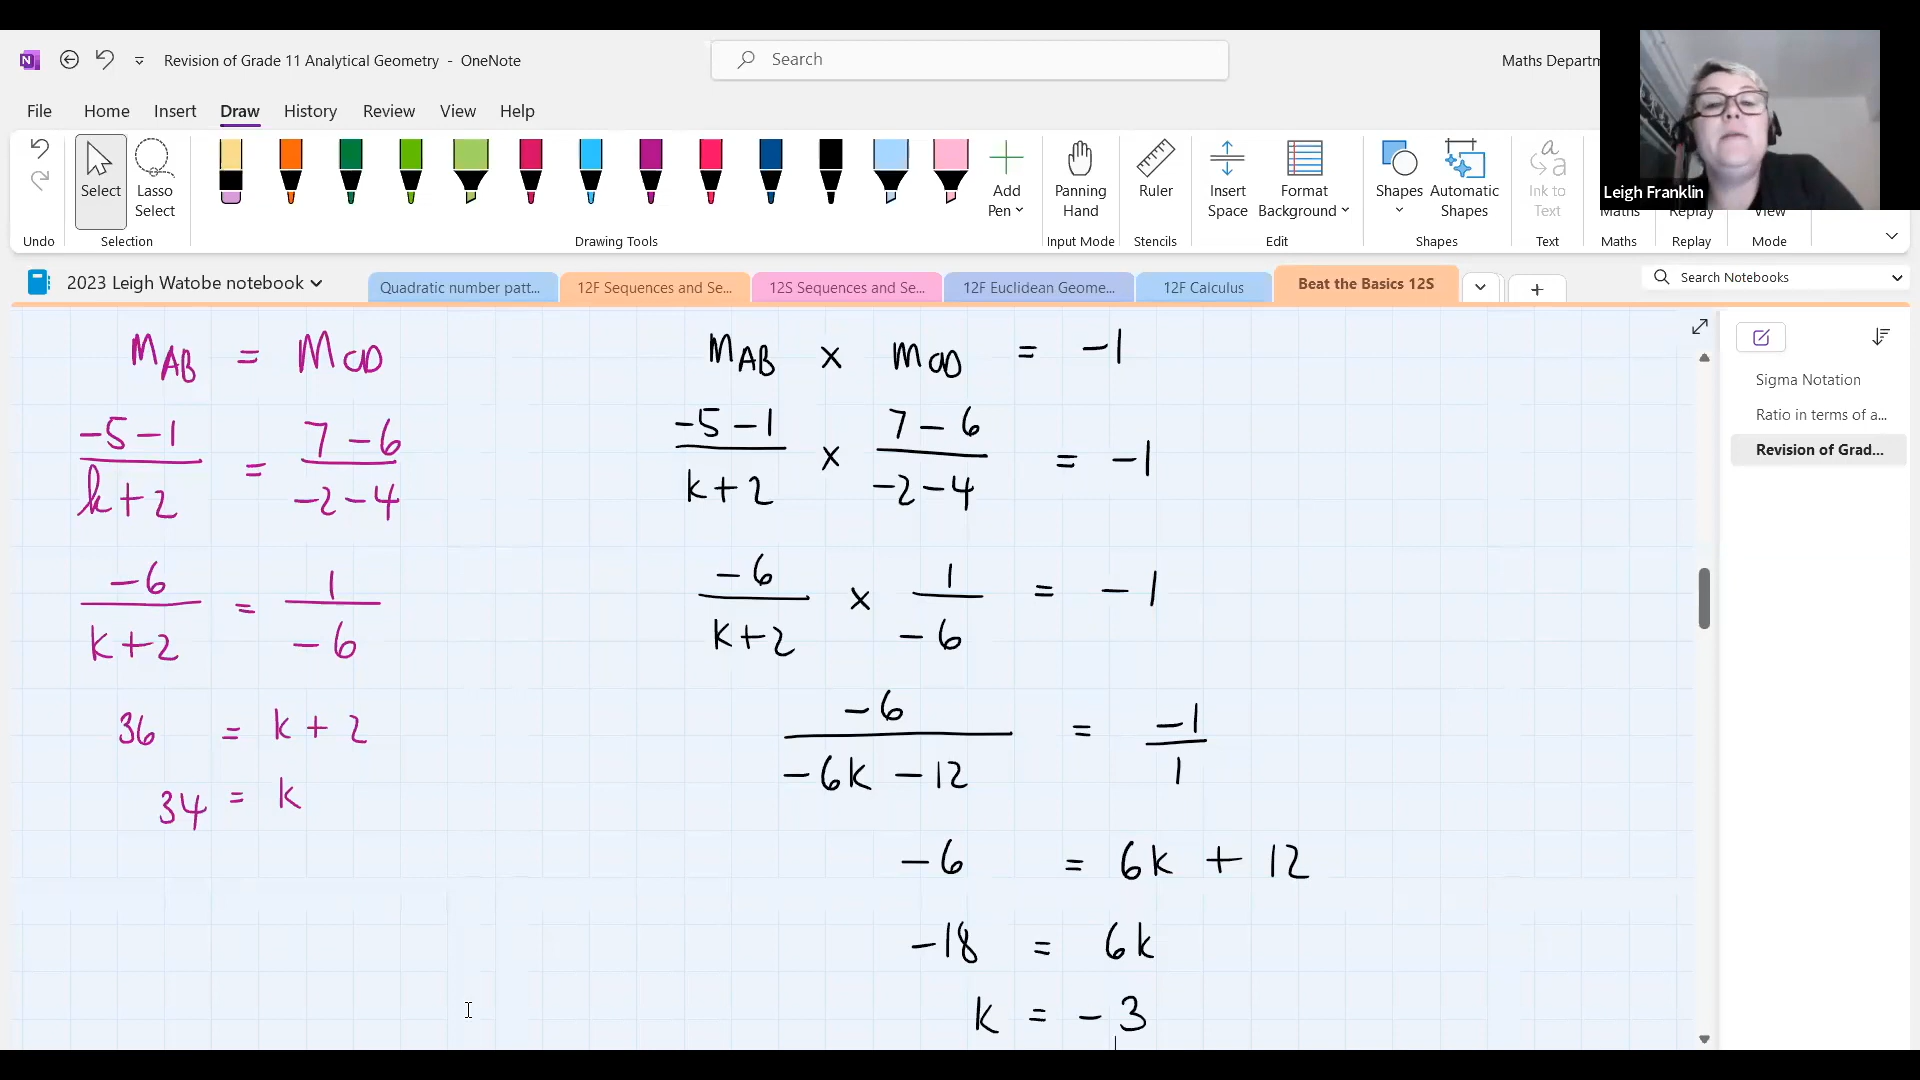 Revision of Grade 11 Analytical Geometry - OneNote
Search
Maths Departm
File Home Insert Draw History Review View Help
Select
Lasso Select
Add Pen
Panning Hand
Ruler
Insert Space
Format Background
Shapes
Automatic Shapes
Ink to Text
Maths
Replay
View
Leigh Franklin
Undo
Selection
Drawing Tools
Input Mode
Stencils
Edit
Shapes
Text
Maths
Replay
Mode
2023 Leigh Watobe notebook
Quadratic number patt...
12F Sequences and Se...
12S Sequences and Se...
12F Euclidean Geome...
12F Calculus
Beat the Basics 12S
Search Notebooks
Sigma Notation
Ratio in terms of a...
Revision of Grad...
MAB = MCD
-5-1/k+2 = 7-6/-2-4
-6/k+2 = 1/-6
36 = k+2
34 = k
MAB x MCD = -1
-5-1/k+2 x 7-6/-2-4 = -1
-6/k+2 x 1/-6 = -1
-6/-6k-12 = -1/1
-6 = 6k + 12
-18 = 6k
k = -3